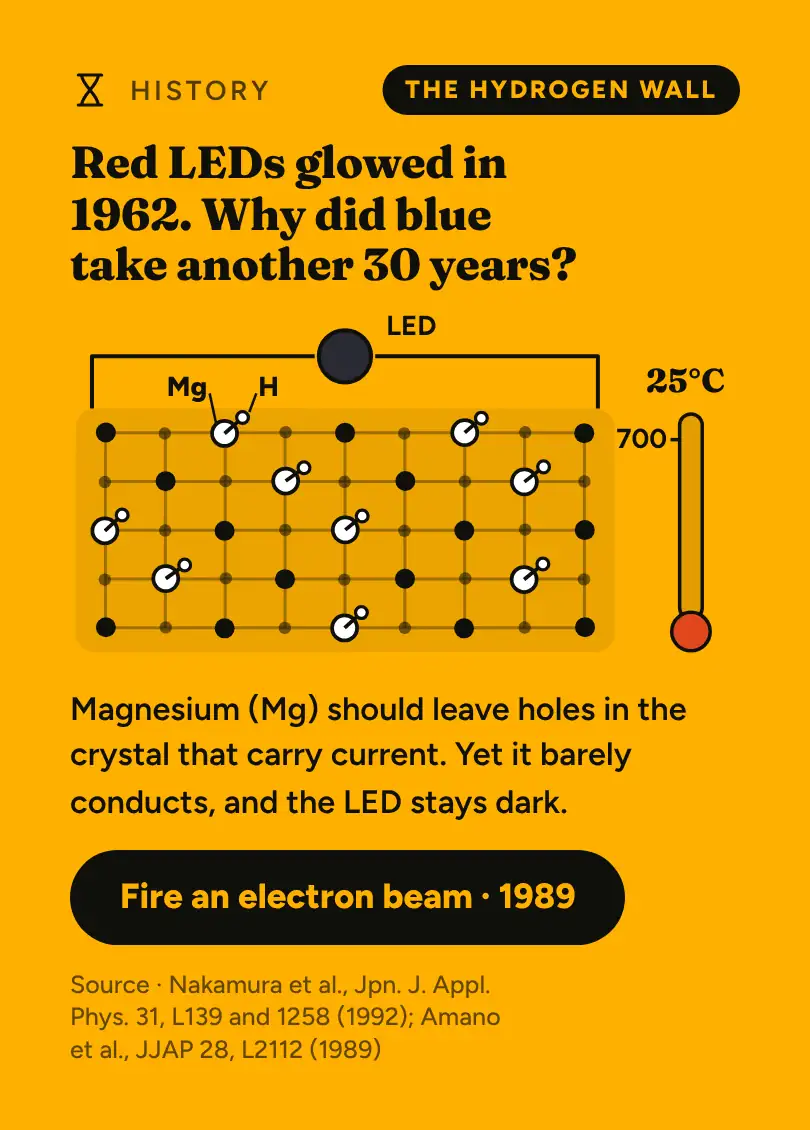 HISTORY
THE HYDROGEN WALL
Red LEDs glowed in
1962. Why did blue
take another 30 years?
LED
Mg
H
25°C
700
Magnesium (Mg) should leave holes in the
crystal that carry current. Yet it barely
conducts, and the LED stays dark.
Fire an electron beam · 1989
Source · Nakamura et al., Jpn. J. Appl.
Phys. 31, L139 and 1258 (1992); Amano
et al., JJAP 28, L2112 (1989)